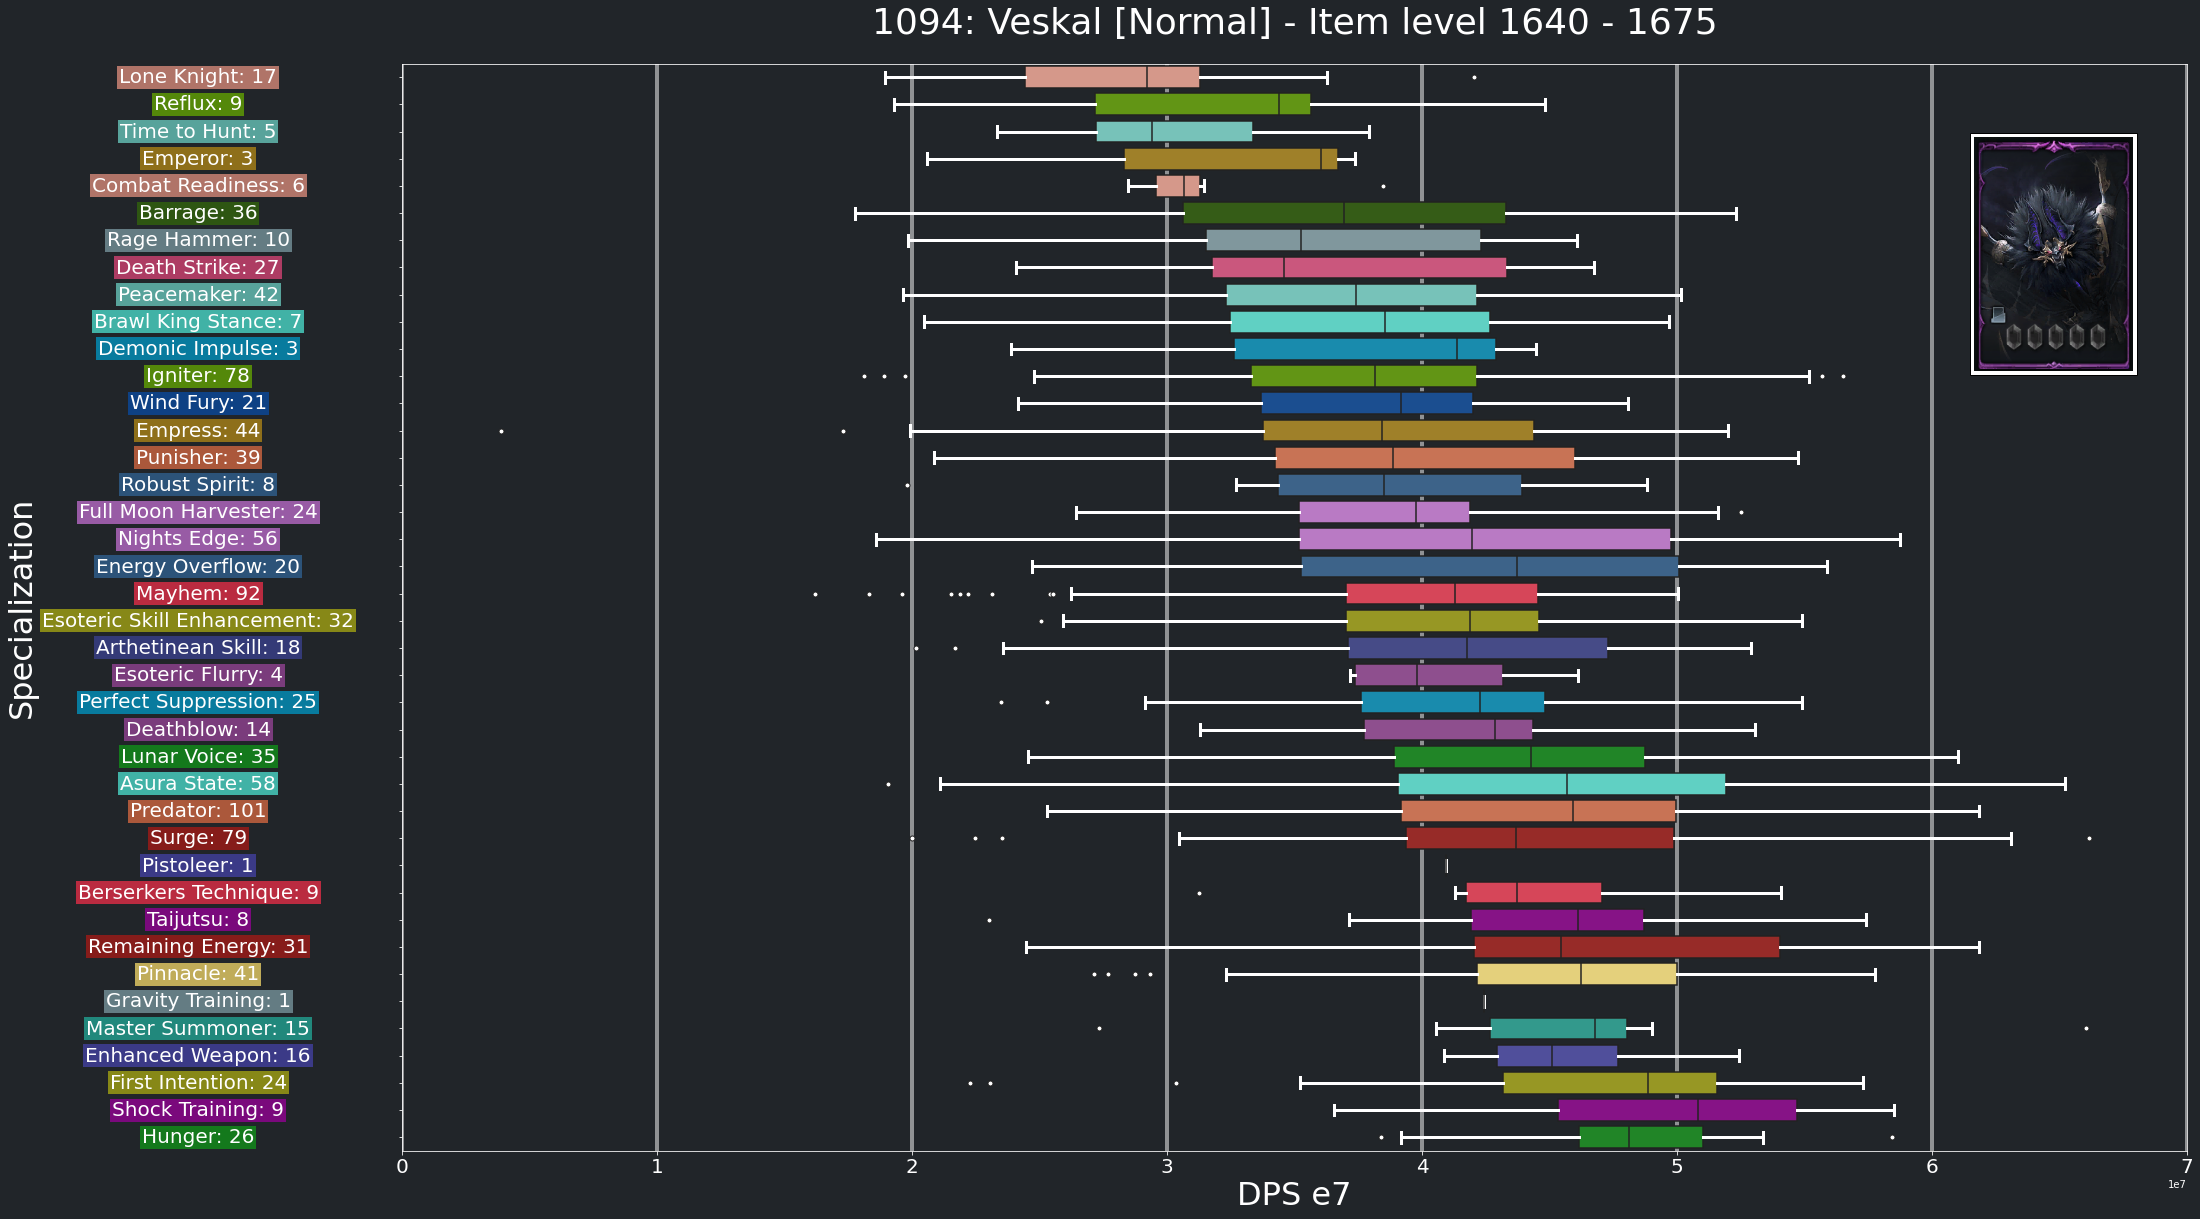 1094: Veskal [Normal] - Item level 1640 - 1675
Specialization
Lone Knight: 17
Reflux: 9
Time to Hunt: 5
Emperor: 3
Combat Readiness: 6
Barrage: 36
Rage Hammer: 10
Death Strike: 27
Peacemaker: 42
Brawl King Stance: 7
Demonic Impulse: 3
Igniter: 78
Wind Fury: 21
Empress: 44
Punisher: 39
Robust Spirit: 8
Full Moon Harvester: 24
Nights Edge: 56
Energy Overflow: 20
Mayhem: 92
Esoteric Skill Enhancement: 32
Arthetinean Skill: 18
Esoteric Flurry: 4
Perfect Suppression: 25
Deathblow: 14
Lunar Voice: 35
Asura State: 58
Predator: 101
Surge: 79
Pistoleer: 1
Berserkers Technique: 9
Taijutsu: 8
Remaining Energy: 31
Pinnacle: 41
Gravity Training: 1
Master Summoner: 15
Enhanced Weapon: 16
First Intention: 24
Shock Training: 9
Hunger: 26
0 1 2 3 4 5 6 7
DPS e7
1e7